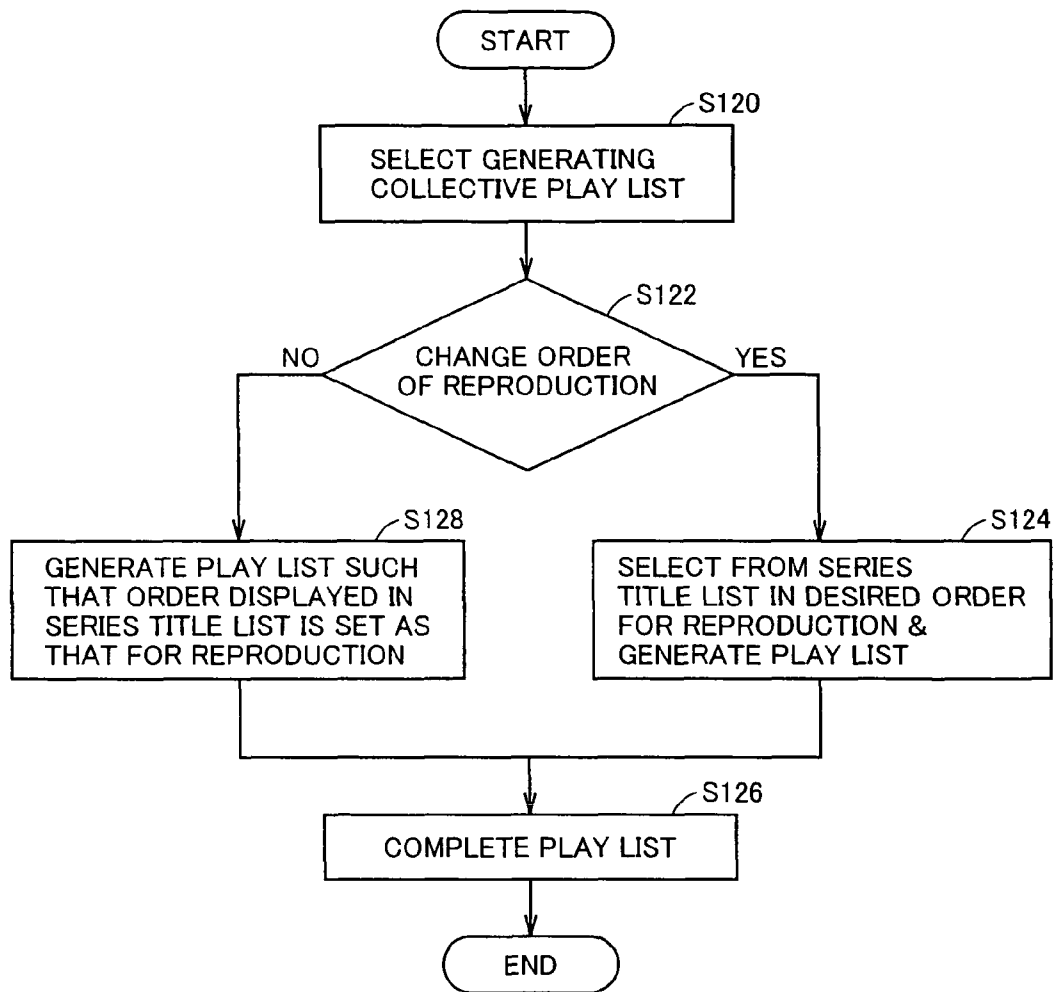 START
S120
SELECT GENERATING
COLLECTIVE PLAY LIST
S122
CHANGE ORDER
OF REPRODUCTION
NO
YES
S128
GENERATE PLAY LIST SUCH
THAT ORDER DISPLAYED IN
SERIES TITLE LIST IS SET AS
THAT FOR REPRODUCTION
S124
SELECT FROM SERIES
TITLE LIST IN DESIRED ORDER
FOR REPRODUCTION &
GENERATE PLAY LIST
S126
COMPLETE PLAY LIST
END